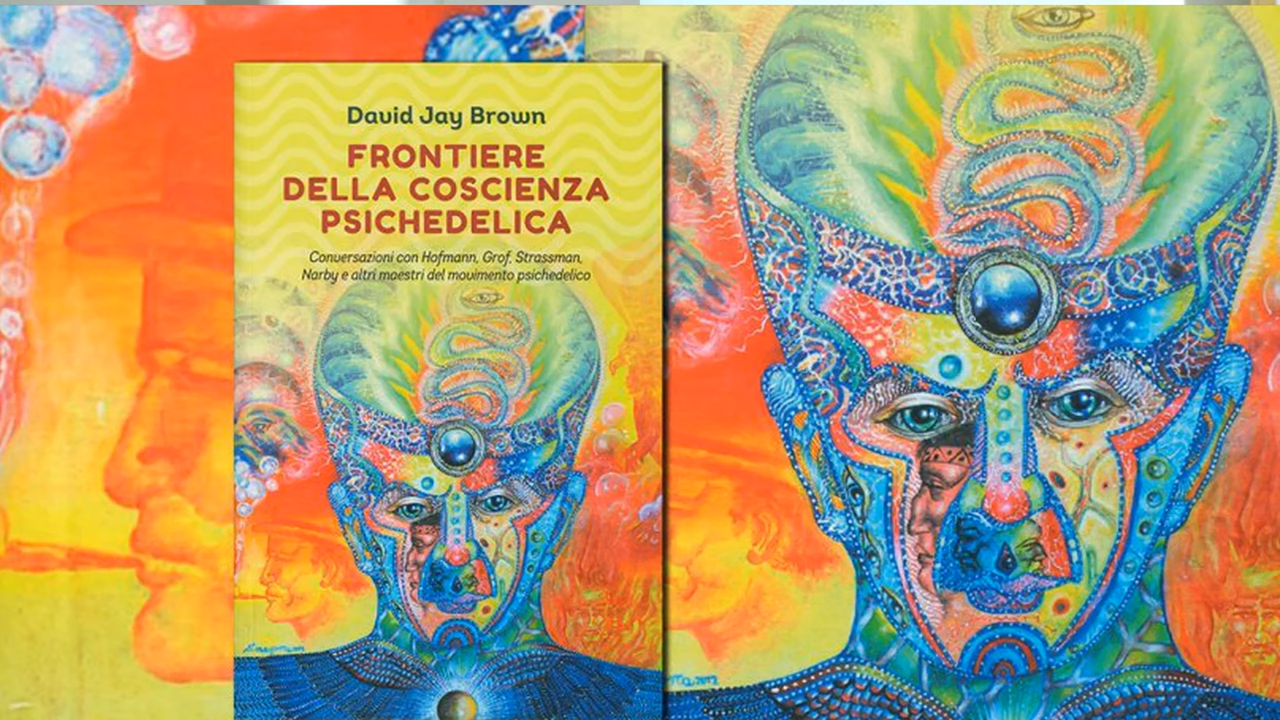 David Jay Brown
FRONTIERE
DELLA COSCIENZA
PSICHEDELICA
Conversazioni con Hofmann, Grof, Strassman,
Narby e altri maestri del movimento psichedelico